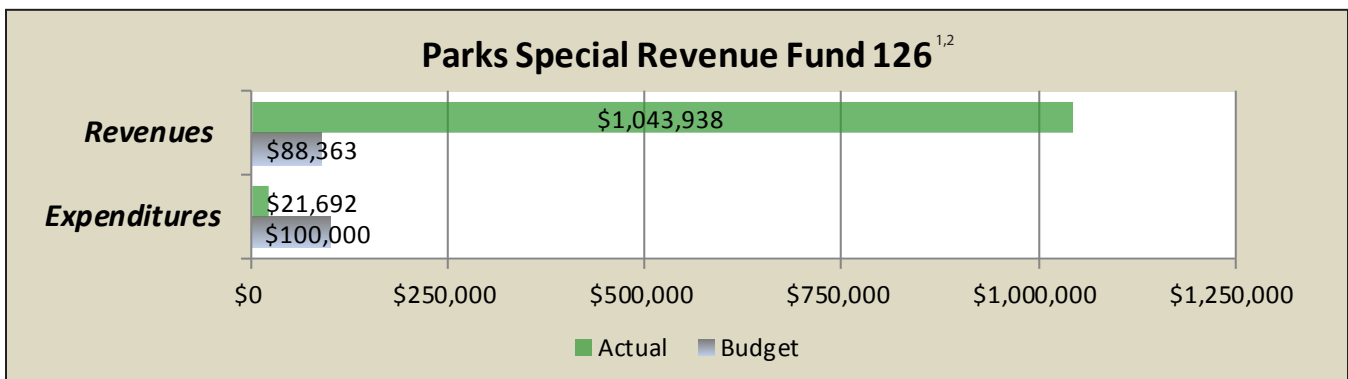 Parks Special Revenue Fund 126 1,2
Revenues
$1,043,938
$88,363
Expenditures
$21,692
$100,000
$0 $250,000 $500,000 $750,000 $1,000,000 $1,250,000
Actual Budget